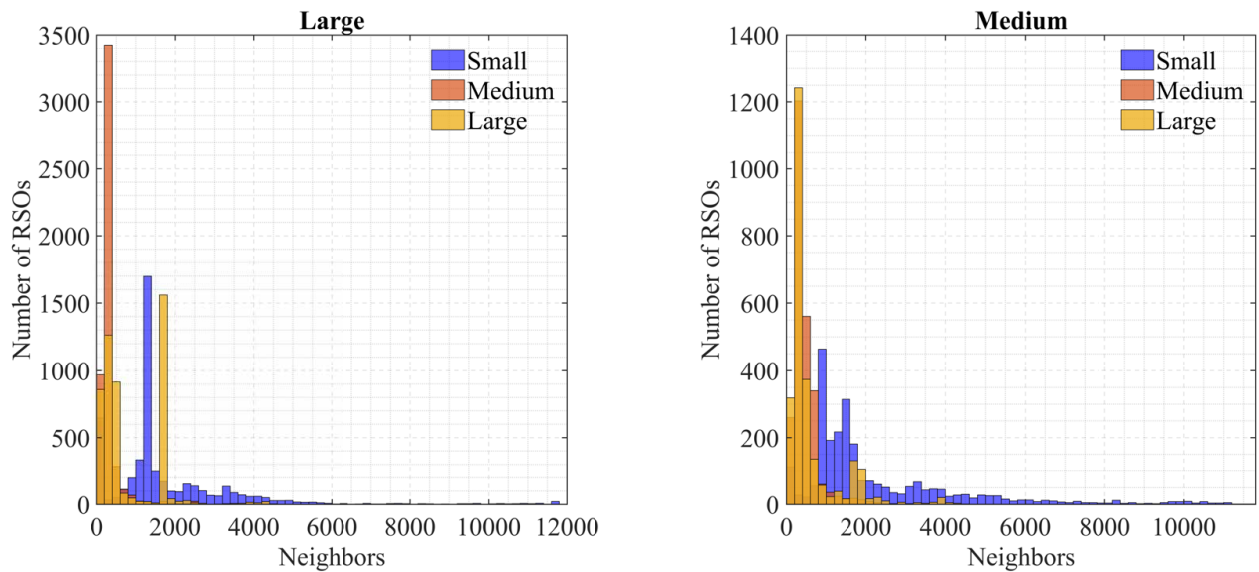 Large
3500
3000
2500
2000
1500
1000
500
0
Number of RSOs
Small
Medium
Large
0 2000 4000 6000 8000 10000 12000
Neighbors
Medium
1400
1200
1000
800
600
400
200
0
Number of RSOs
Small
Medium
Large
0 2000 4000 6000 8000 10000
Neighbors